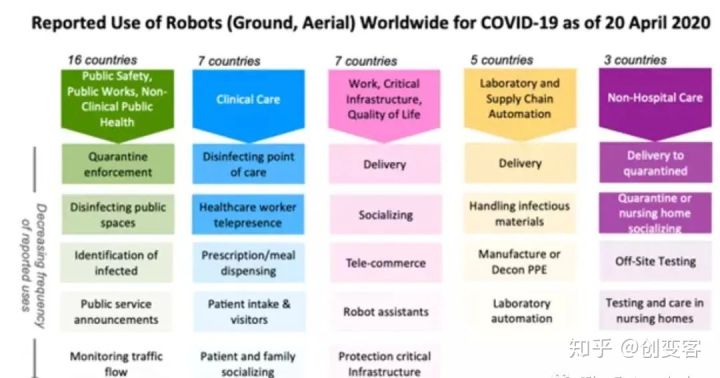 Reported Use of Robots (Ground, Aerial) Worldwide for COVID-19 as of 20 April 2020
16 countries
7 countries
7 countries
5 countries
3 countries
Public Safety,
Public Works, Non-
Clinical Public
Health
Clinical Care
Work, Critical
Infrastructure,
Quality of Life
Laboratory and
Supply Chain
Automation
Non-Hospital Care
Decreasing frequency
of reported uses
Quarantine
enforcement
Disinfecting point
of care
Delivery
Delivery
Delivery to
quarantined
Disinfecting public
spaces
Healthcare worker
telepresence
Socializing
Handling infectious
materials
Quarantine or
nursing home
socializing
Identification of
infected
Prescription/meal
dispensing
Tele-commerce
Manufacture or
Decon PPE
Off-Site Testing
Public service
announcements
Patient intake &
visitors
Robot assistants
Laboratory
automation
Testing and care in
nursing homes
Monitoring traffic
flow
Patient and family
socializing
Protection critical
Infrastructure
知乎 @创变客